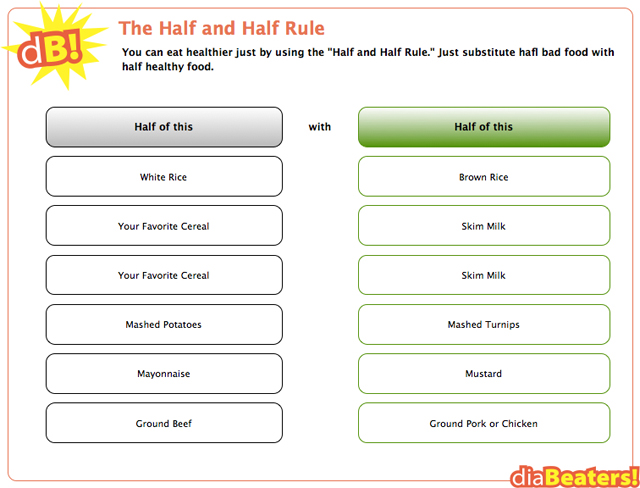 dB!
The Half and Half Rule
You can eat healthier just by using the "Half and Half Rule." Just substitute hafl bad food with
half healthy food.
Half of this with Half of this
White Rice Brown Rice
Your Favorite Cereal Skim Milk
Your Favorite Cereal Skim Milk
Mashed Potatoes Mashed Turnips
Mayonnaise Mustard
Ground Beef Ground Pork or Chicken
diaBeaters!